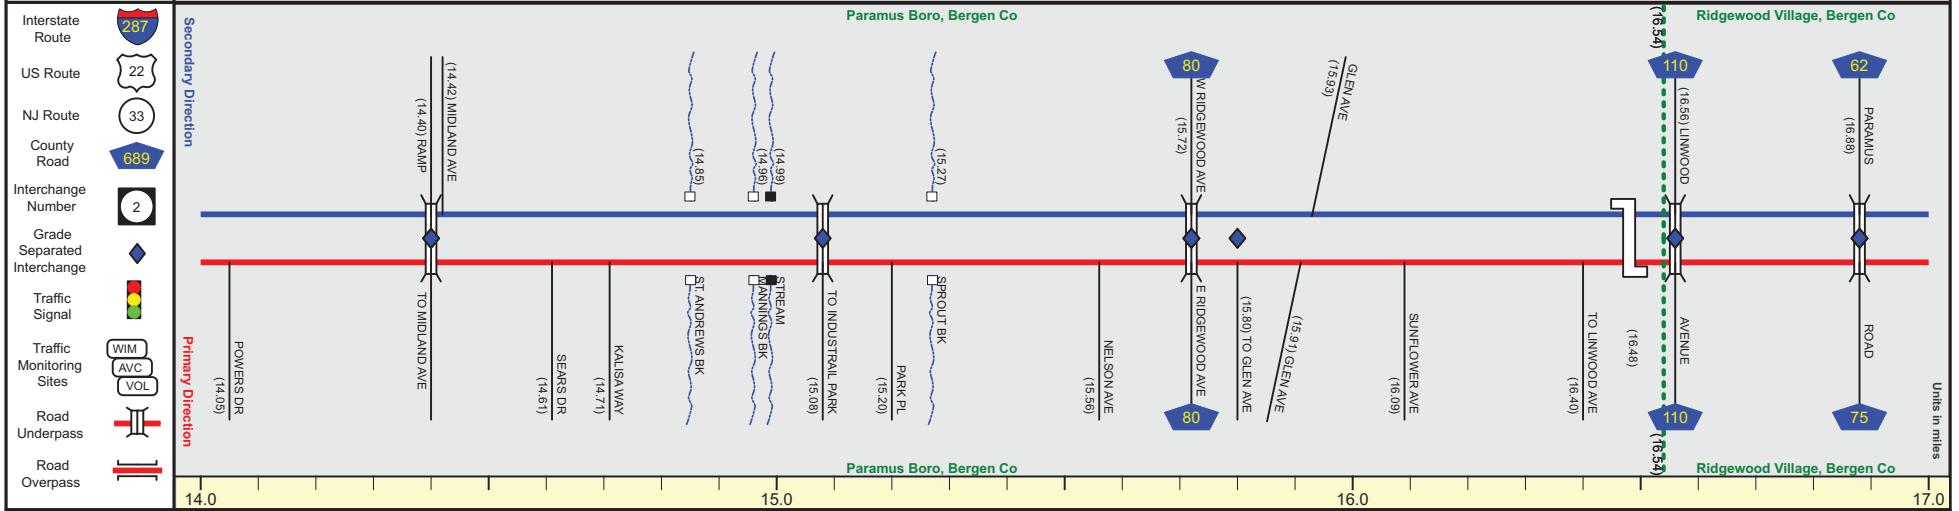 Interstate
Route
287
US Route
22
NJ Route
33
County
Road
689
Interchange
Number
2
Grade
Separated
Interchange
Traffic
Signal
Traffic
Monitoring
Sites
WIM
AVC
VOL
Road
Underpass
Road
Overpass
Secondary Direction
Primary Direction
Paramus Boro, Bergen Co
(16.54)
Ridgewood Village, Bergen Co
(14.40) RAMP
(14.42) MIDLAND AVE
(14.85)
(14.96)
(14.99)
(15.27)
80
W RIDGEWOOD AVE
(15.72)
GLEN AVE
(15.93)
110
(16.56) LINWOOD
62
PARAMUS
(16.88)
POWERS DR
(14.05)
TO MIDLAND AVE
SEARS DR
(14.61)
KALISA WAY
(14.71)
ST. ANDREWS BK
MANNINGS BK
STREAM
TO INDUSTRAIL PARK
(15.08)
PARK PL
(15.20)
SPROUT BK
NELSON AVE
(15.56)
E RIDGEWOOD AVE
80
(15.80) TO GLEN AVE
(15.91) GLEN AVE
SUNFLOWER AVE
(16.09)
TO LINWOOD AVE
(16.40)
(16.48)
AVENUE
110
ROAD
75
Units in miles
Paramus Boro, Bergen Co
(16.54)
Ridgewood Village, Bergen Co
14.0
15.0
16.0
17.0